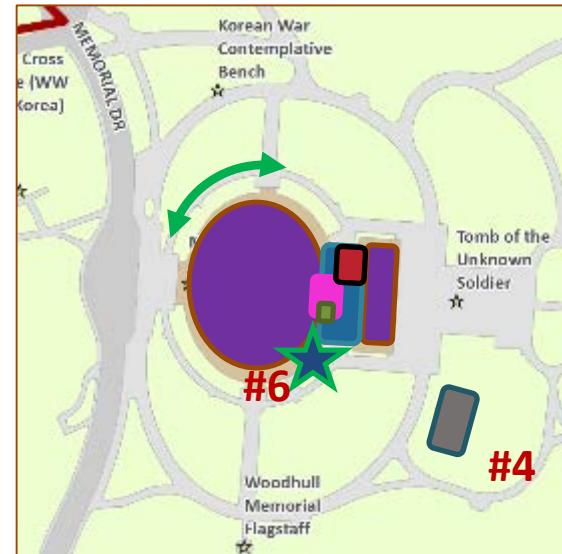 Korean War
Contemplative
Bench
MEMORIAL DR
Cross
e (WW
Korea)
Tomb of the
Unknown
Soldier
#6
#4
Woodhull
Memorial
Flagstaff